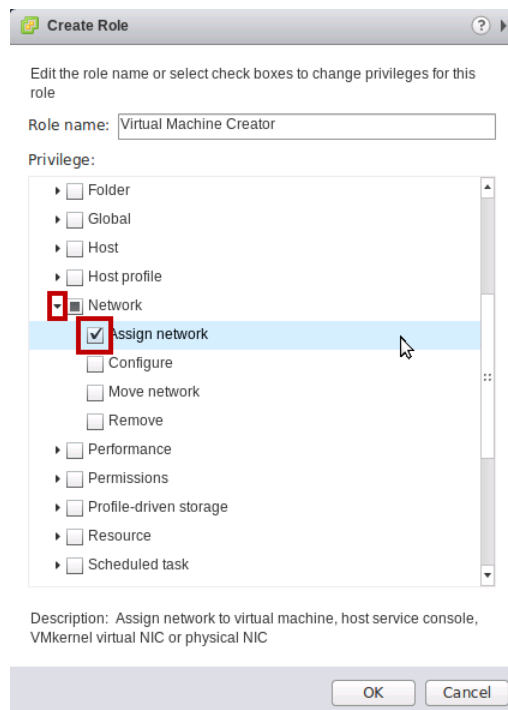 Create Role
?
Edit the role name or select check boxes to change privileges for this
role
Role name: Virtual Machine Creator
Privilege:
Folder
Global
Host
Host profile
Network
Assign network
Configure
Move network
Remove
Performance
Permissions
Profile-driven storage
Resource
Scheduled task
Description: Assign network to virtual machine, host service console,
VMkernel virtual NIC or physical NIC
OK Cancel